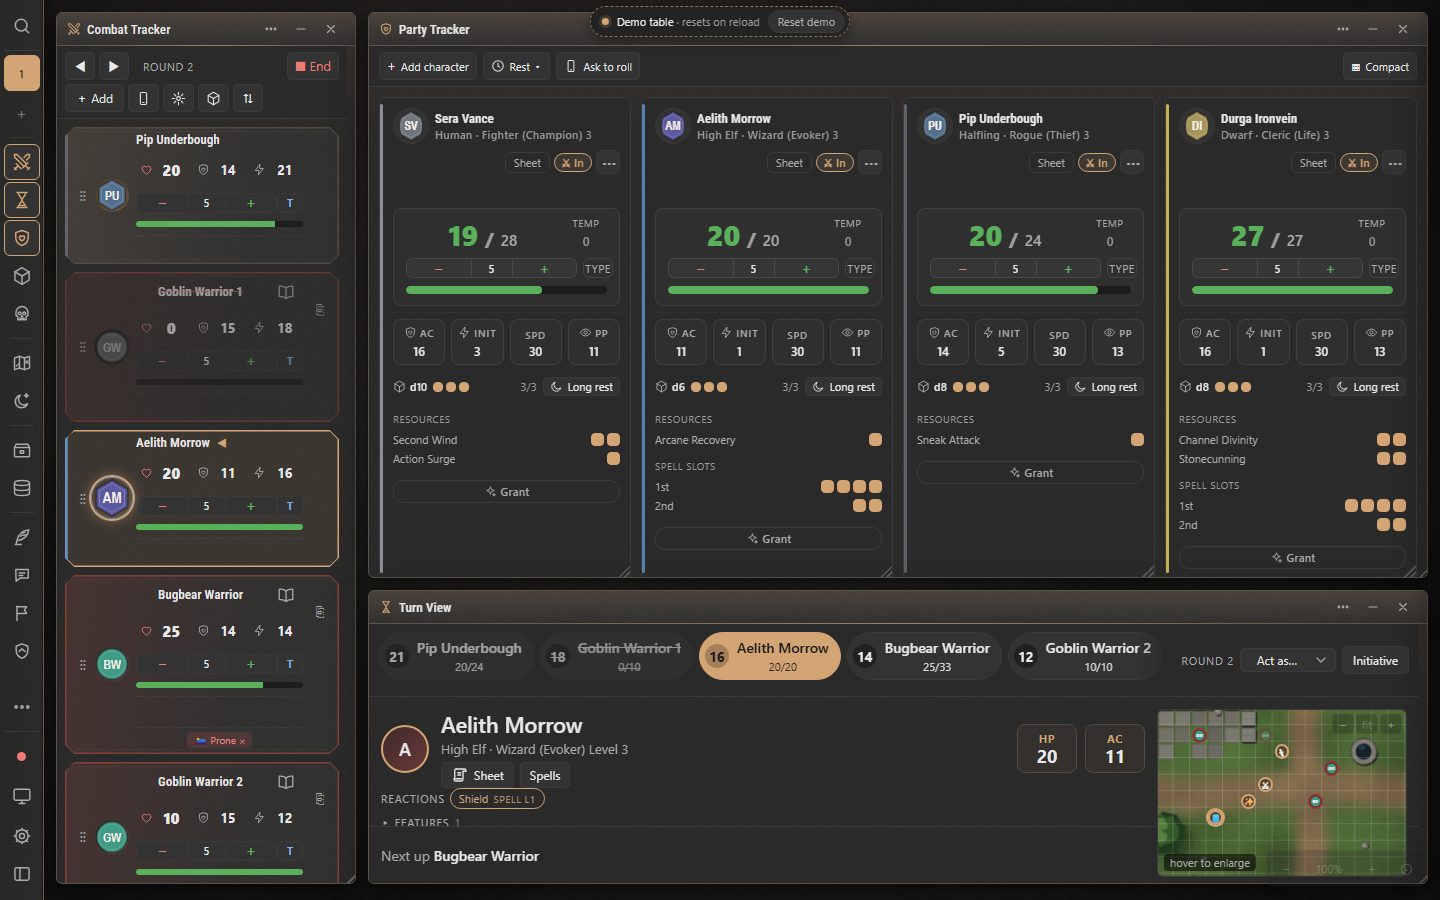 Demo table · resets on reload Reset demo
Combat Tracker
ROUND 2 End
+ Add
1
Pip Underbough
PU 20 14 21
− 5 + T
Goblin Warrior 1
GW 0 15 18
− 5 + T
Aelith Morrow
AM 20 11 16
− 5 + T
Bugbear Warrior
BW 25 14 14
− 5 + T
Prone ×
Goblin Warrior 2
GW 10 15 12
− 5 + T
Party Tracker
+ Add character Rest Ask to roll Compact
SV Sera Vance
Human · Fighter (Champion) 3
Sheet In
19 / 28 TEMP 0
− 5 + TYPE
AC 16 INIT 3 SPD 30 PP 11
d10 3/3 Long rest
RESOURCES
Second Wind
Action Surge
Grant
AM Aelith Morrow
High Elf · Wizard (Evoker) 3
Sheet In
20 / 20 TEMP 0
− 5 + TYPE
AC 11 INIT 1 SPD 30 PP 11
d6 3/3 Long rest
RESOURCES
Arcane Recovery
SPELL SLOTS
1st
2nd
Grant
PU Pip Underbough
Halfling · Rogue (Thief) 3
Sheet In
20 / 24 TEMP 0
− 5 + TYPE
AC 14 INIT 5 SPD 30 PP 13
d8 3/3 Long rest
RESOURCES
Sneak Attack
Grant
DI Durga Ironvein
Dwarf · Cleric (Life) 3
Sheet In
27 / 27 TEMP 0
− 5 + TYPE
AC 16 INIT 1 SPD 30 PP 13
d8 3/3 Long rest
RESOURCES
Channel Divinity
Stonecunning
SPELL SLOTS
1st
2nd
Grant
Turn View
21 Pip Underbough 20/24
18 Goblin Warrior 1 0/10
16 Aelith Morrow 20/20
14 Bugbear Warrior 25/33
12 Goblin Warrior 2 10/10
ROUND 2 Act as... Initiative
A Aelith Morrow
High Elf · Wizard (Evoker) Level 3
Sheet Spells
HP 20 AC 11
REACTIONS Shield SPELL L1
FEATURES 1
Next up Bugbear Warrior
− fit +
hover to enlarge
− 100% +